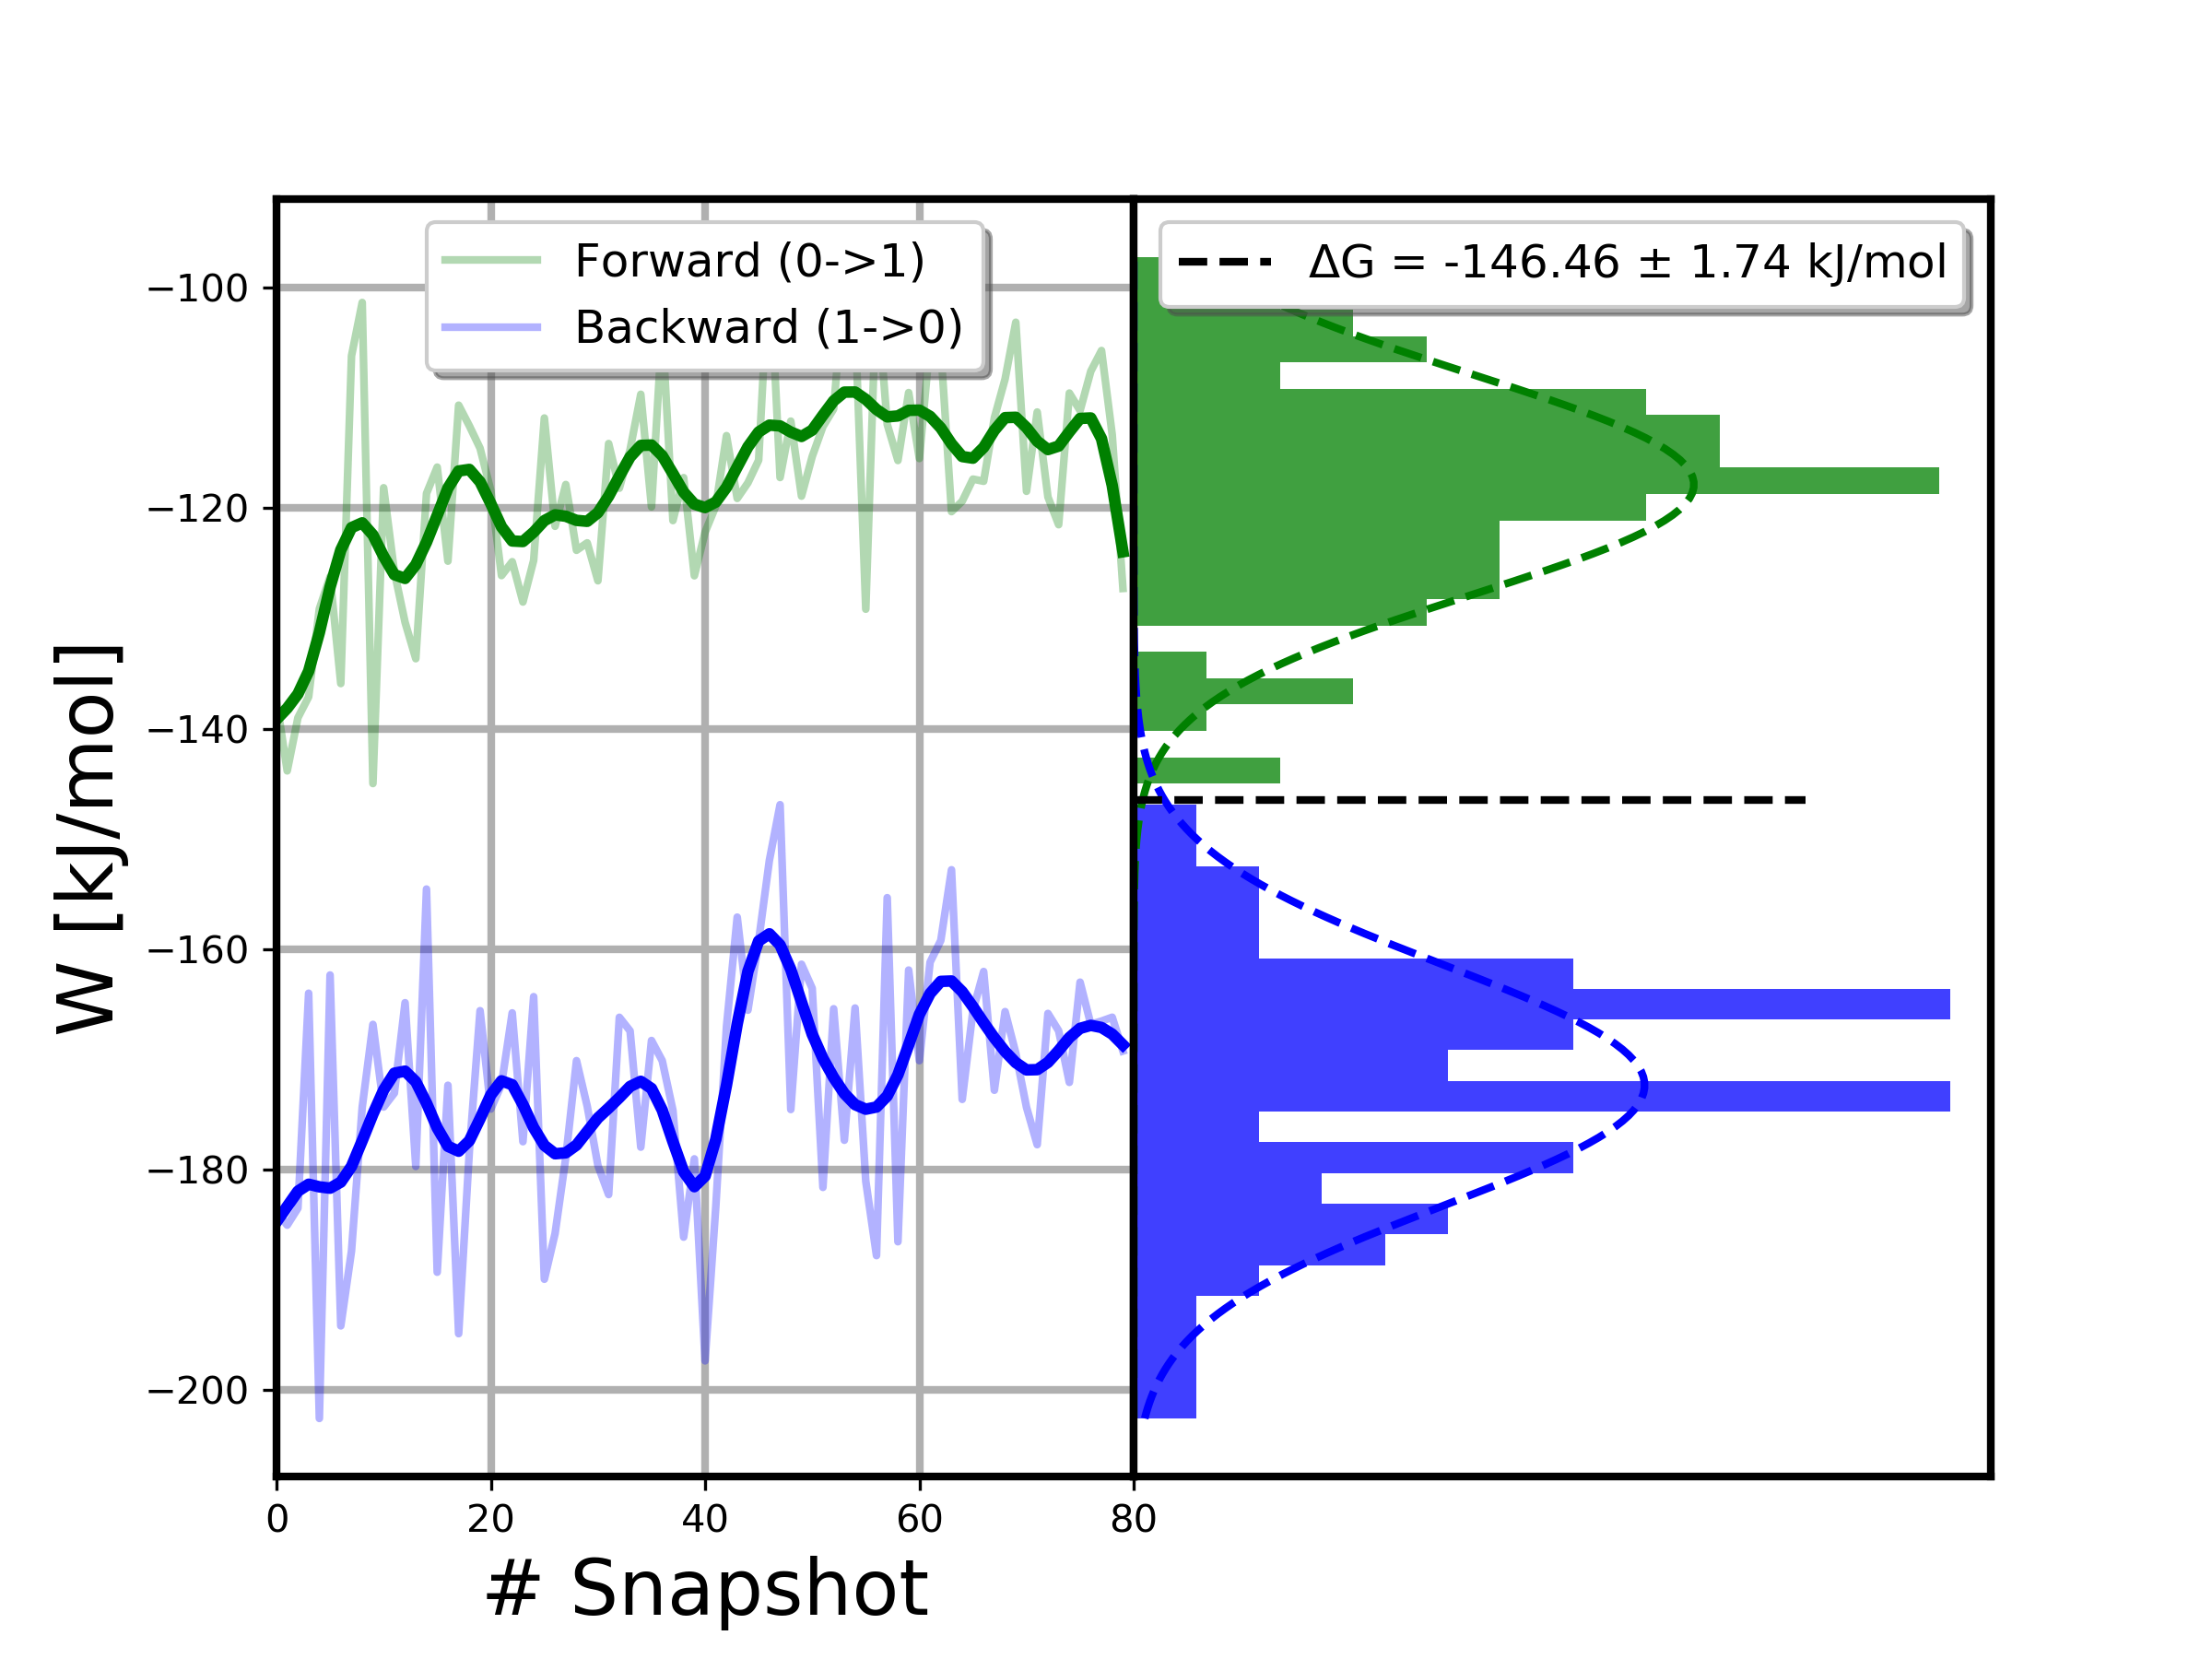 Forward (0->1)
Backward (1->0)
ΔG = -146.46 ± 1.74 kJ/mol
W [kJ/mol]
−100
−120
−140
−160
−180
−200
0 20 40 60 80
# Snapshot